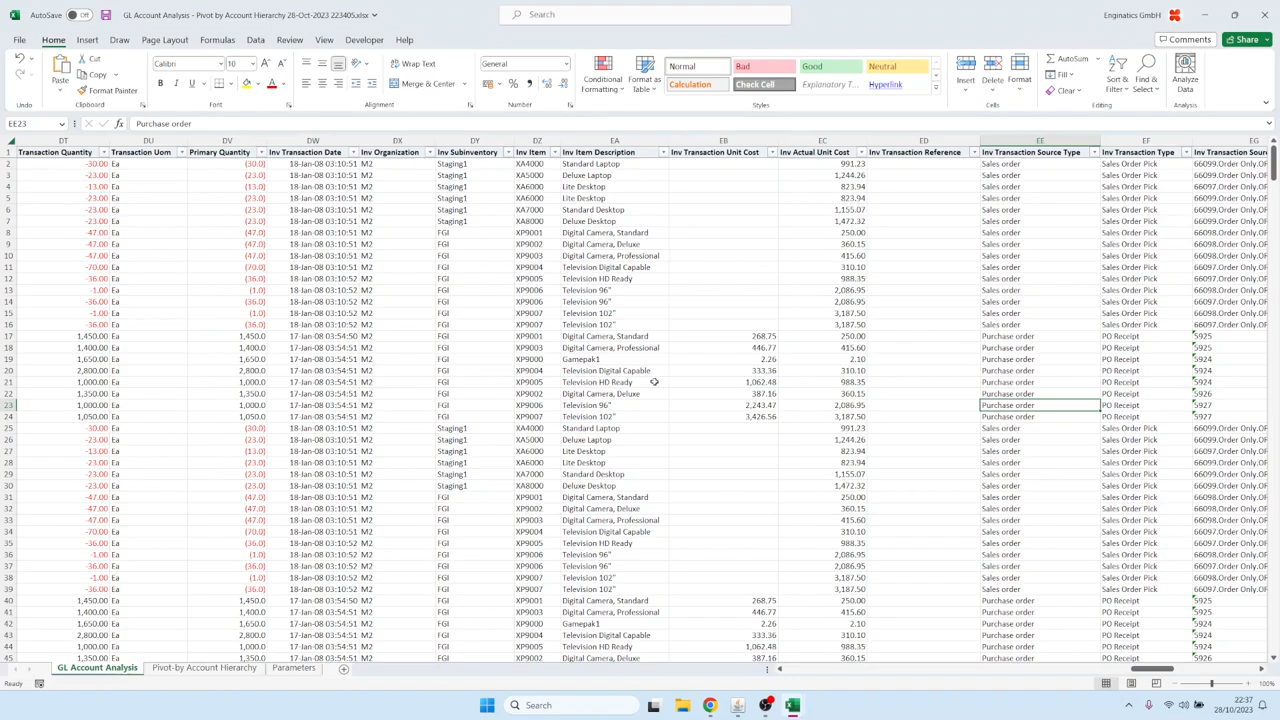 AutoSave Off GL Account Analysis - Pivot by Account Hierarchy 28-Oct-2023 223405.xlsx Search Enginatics GmbH
File Home Insert Draw Page Layout Formulas Data Review View Developer Help Comments Share
Undo
Paste Cut Copy Format Painter Clipboard
Calibri 10 B I U Font
Wrap Text Merge & Center Alignment
General % Number
Conditional Formatting Format as Table
Normal Bad Good Neutral
Calculation Check Cell Explanatory T... Hyperlink
Styles
Insert Delete Format Cells
AutoSum Fill Clear Sort & Filter Find & Select Editing
Analyze Data Analysis
EE23 fx Purchase order
DT DU DV DW DX DY DZ EA EB EC ED EE EF EG
1 Transaction Quantity Transaction Uom Primary Quantity Inv Transaction Date Inv Organization Inv Subinventory Inv Item Inv Item Description Inv Transaction Unit Cost Inv Actual Unit Cost Inv Transaction Reference Inv Transaction Source Type Inv Transaction Type Inv Transaction Sour
2 -30.00 Ea (30.0) 18-Jan-08 03:10:51 M2 Staging1 XA4000 Standard Laptop 991.23 Sales order Sales Order Pick 66099.Order Only.OF
3 -23.00 Ea (23.0) 18-Jan-08 03:10:51 M2 Staging1 XA5000 Deluxe Laptop 1,244.26 Sales order Sales Order Pick 66099.Order Only.OF
4 -13.00 Ea (13.0) 18-Jan-08 03:10:51 M2 Staging1 XA6000 Lite Desktop 823.94 Sales order Sales Order Pick 66097.Order Only.OF
5 -23.00 Ea (23.0) 18-Jan-08 03:10:51 M2 Staging1 XA6000 Lite Desktop 823.94 Sales order Sales Order Pick 66099.Order Only.OF
6 -23.00 Ea (23.0) 18-Jan-08 03:10:51 M2 Staging1 XA7000 Standard Desktop 1,155.07 Sales order Sales Order Pick 66099.Order Only.OF
7 -23.00 Ea (23.0) 18-Jan-08 03:10:51 M2 Staging1 XA8000 Deluxe Desktop 1,472.32 Sales order Sales Order Pick 66099.Order Only.OF
8 -47.00 Ea (47.0) 18-Jan-08 03:10:51 M2 FGI XP9001 Digital Camera, Standard 250.00 Sales order Sales Order Pick 66098.Order Only.OF
9 -47.00 Ea (47.0) 18-Jan-08 03:10:51 M2 FGI XP9002 Digital Camera, Deluxe 360.15 Sales order Sales Order Pick 66098.Order Only.OF
10 -47.00 Ea (47.0) 18-Jan-08 03:10:51 M2 FGI XP9003 Digital Camera, Professional 415.60 Sales order Sales Order Pick 66098.Order Only.OF
11 -70.00 Ea (70.0) 18-Jan-08 03:10:51 M2 FGI XP9004 Television Digital Capable 310.10 Sales order Sales Order Pick 66098.Order Only.OF
12 -36.00 Ea (36.0) 18-Jan-08 03:10:52 M2 FGI XP9005 Television HD Ready 988.35 Sales order Sales Order Pick 66098.Order Only.OF
13 -1.00 Ea (1.0) 18-Jan-08 03:10:52 M2 FGI XP9006 Television 96" 2,086.95 Sales order Sales Order Pick 66097.Order Only.OF
14 -36.00 Ea (36.0) 18-Jan-08 03:10:52 M2 FGI XP9006 Television 96" 2,086.95 Sales order Sales Order Pick 66098.Order Only.OF
15 -1.00 Ea (1.0) 18-Jan-08 03:10:52 M2 FGI XP9007 Television 102" 3,187.50 Sales order Sales Order Pick 66097.Order Only.OF
16 -36.00 Ea (36.0) 18-Jan-08 03:10:52 M2 FGI XP9007 Television 102" 3,187.50 Sales order Sales Order Pick 66098.Order Only.OF
17 1,450.00 Ea 1,450.0 17-Jan-08 03:54:50 M2 FGI XP9001 Digital Camera, Standard 268.75 250.00 Purchase order PO Receipt 5925
18 1,400.00 Ea 1,400.0 17-Jan-08 03:54:51 M2 FGI XP9003 Digital Camera, Professional 446.77 415.60 Purchase order PO Receipt 5925
19 1,650.00 Ea 1,650.0 17-Jan-08 03:54:51 M2 FGI XP9000 Gamepak1 2.26 2.10 Purchase order PO Receipt 5924
20 2,800.00 Ea 2,800.0 17-Jan-08 03:54:51 M2 FGI XP9004 Television Digital Capable 333.36 310.10 Purchase order PO Receipt 5924
21 1,000.00 Ea 1,000.0 17-Jan-08 03:54:51 M2 FGI XP9005 Television HD Ready 1,062.48 988.35 Purchase order PO Receipt 5924
22 1,350.00 Ea 1,350.0 17-Jan-08 03:54:51 M2 FGI XP9002 Digital Camera, Deluxe 387.16 360.15 Purchase order PO Receipt 5926
23 1,000.00 Ea 1,000.0 17-Jan-08 03:54:51 M2 FGI XP9006 Television 96" 2,243.47 2,086.95 Purchase order PO Receipt 5927
24 1,050.00 Ea 1,050.0 17-Jan-08 03:54:51 M2 FGI XP9007 Television 102" 3,426.56 3,187.50 Purchase order PO Receipt 5927
25 -30.00 Ea (30.0) 18-Jan-08 03:10:51 M2 Staging1 XA4000 Standard Laptop 991.23 Sales order Sales Order Pick 66099.Order Only.OF
26 -23.00 Ea (23.0) 18-Jan-08 03:10:51 M2 Staging1 XA5000 Deluxe Laptop 1,244.26 Sales order Sales Order Pick 66099.Order Only.OF
27 -13.00 Ea (13.0) 18-Jan-08 03:10:51 M2 Staging1 XA6000 Lite Desktop 823.94 Sales order Sales Order Pick 66097.Order Only.OF
28 -23.00 Ea (23.0) 18-Jan-08 03:10:51 M2 Staging1 XA6000 Lite Desktop 823.94 Sales order Sales Order Pick 66099.Order Only.OF
29 -23.00 Ea (23.0) 18-Jan-08 03:10:51 M2 Staging1 XA7000 Standard Desktop 1,155.07 Sales order Sales Order Pick 66099.Order Only.OF
30 -23.00 Ea (23.0) 18-Jan-08 03:10:51 M2 Staging1 XA8000 Deluxe Desktop 1,472.32 Sales order Sales Order Pick 66099.Order Only.OF
31 -47.00 Ea (47.0) 18-Jan-08 03:10:51 M2 FGI XP9001 Digital Camera, Standard 250.00 Sales order Sales Order Pick 66098.Order Only.OF
32 -47.00 Ea (47.0) 18-Jan-08 03:10:51 M2 FGI XP9002 Digital Camera, Deluxe 360.15 Sales order Sales Order Pick 66098.Order Only.OF
33 -47.00 Ea (47.0) 18-Jan-08 03:10:51 M2 FGI XP9003 Digital Camera, Professional 415.60 Sales order Sales Order Pick 66098.Order Only.OF
34 -70.00 Ea (70.0) 18-Jan-08 03:10:51 M2 FGI XP9004 Television Digital Capable 310.10 Sales order Sales Order Pick 66098.Order Only.OF
35 -36.00 Ea (36.0) 18-Jan-08 03:10:52 M2 FGI XP9005 Television HD Ready 988.35 Sales order Sales Order Pick 66098.Order Only.OF
36 -1.00 Ea (1.0) 18-Jan-08 03:10:52 M2 FGI XP9006 Television 96" 2,086.95 Sales order Sales Order Pick 66097.Order Only.OF
37 -36.00 Ea (36.0) 18-Jan-08 03:10:52 M2 FGI XP9006 Television 96" 2,086.95 Sales order Sales Order Pick 66098.Order Only.OF
38 -1.00 Ea (1.0) 18-Jan-08 03:10:52 M2 FGI XP9007 Television 102" 3,187.50 Sales order Sales Order Pick 66097.Order Only.OF
39 -36.00 Ea (36.0) 18-Jan-08 03:10:52 M2 FGI XP9007 Television 102" 3,187.50 Sales order Sales Order Pick 66098.Order Only.OF
40 1,450.00 Ea 1,450.0 17-Jan-08 03:54:50 M2 FGI XP9001 Digital Camera, Standard 268.75 250.00 Purchase order PO Receipt 5925
41 1,400.00 Ea 1,400.0 17-Jan-08 03:54:51 M2 FGI XP9003 Digital Camera, Professional 446.77 415.60 Purchase order PO Receipt 5925
42 1,650.00 Ea 1,650.0 17-Jan-08 03:54:51 M2 FGI XP9000 Gamepak1 2.26 2.10 Purchase order PO Receipt 5924
43 2,800.00 Ea 2,800.0 17-Jan-08 03:54:51 M2 FGI XP9004 Television Digital Capable 333.36 310.10 Purchase order PO Receipt 5924
44 1,000.00 Ea 1,000.0 17-Jan-08 03:54:51 M2 FGI XP9005 Television HD Ready 1,062.48 988.35 Purchase order PO Receipt 5924
45 1,350.00 Ea 1,350.0 17-Jan-08 03:54:51 M2 FGI XP9002 Digital Camera, Deluxe 387.16 360.15 Purchase order PO Receipt 5926
GL Account Analysis Pivot-by Account Hierarchy Parameters
Ready 100%
Search 22:37
28/10/2023